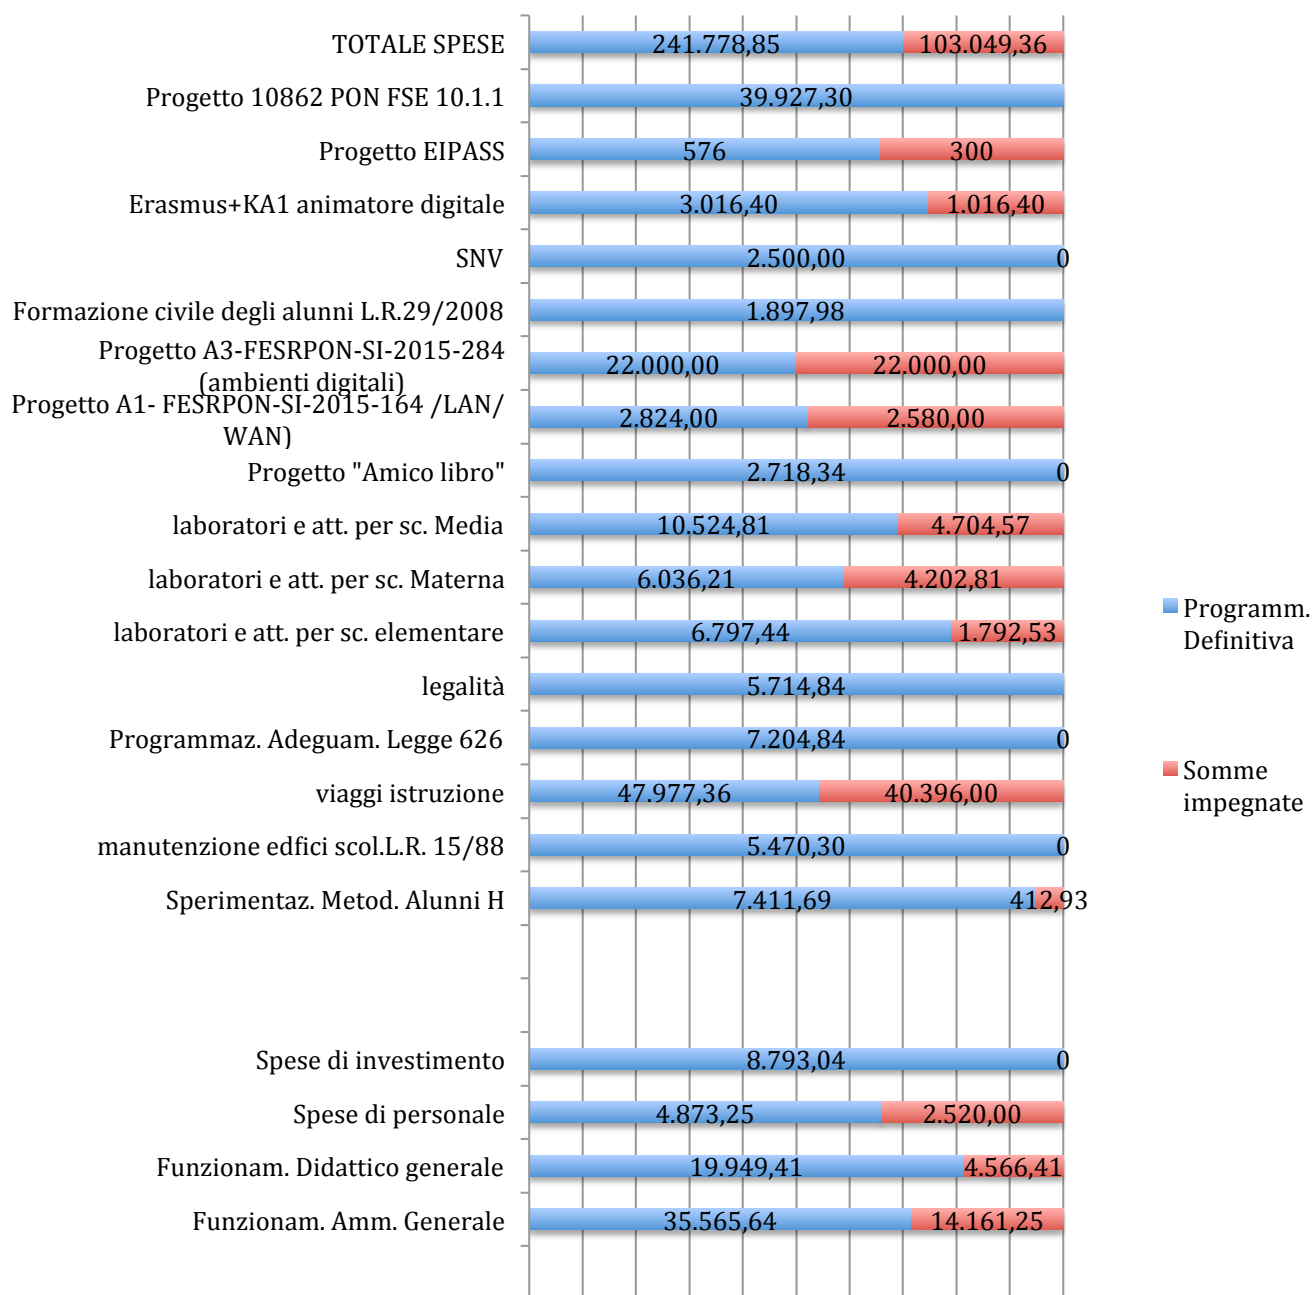 TOTALE SPESE 241.778,85 103.049,36
Progetto 10862 PON FSE 10.1.1 39.927,30
Progetto EIPASS 576 300
Erasmus+KA1 animatore digitale 3.016,40 1.016,40
SNV 2.500,00 0
Formazione civile degli alunni L.R.29/2008 1.897,98
Progetto A3-FESRPON-SI-2015-284
(ambienti digitali) 22.000,00 22.000,00
Progetto A1- FESRPON-SI-2015-164 /LAN/
WAN) 2.824,00 2.580,00
Progetto "Amico libro" 2.718,34 0
laboratori e att. per sc. Media 10.524,81 4.704,57
laboratori e att. per sc. Materna 6.036,21 4.202,81
laboratori e att. per sc. elementare 6.797,44 1.792,53
legalità 5.714,84
Programmaz. Adeguam. Legge 626 7.204,84 0
viaggi istruzione 47.977,36 40.396,00
manutenzione edfici scol.L.R. 15/88 5.470,30 0
Sperimentaz. Metod. Alunni H 7.411,69 412,93
Spese di investimento 8.793,04 0
Spese di personale 4.873,25 2.520,00
Funzionam. Didattico generale 19.949,41 4.566,41
Funzionam. Amm. Generale 35.565,64 14.161,25
Programm.
Definitiva
Somme
impegnate